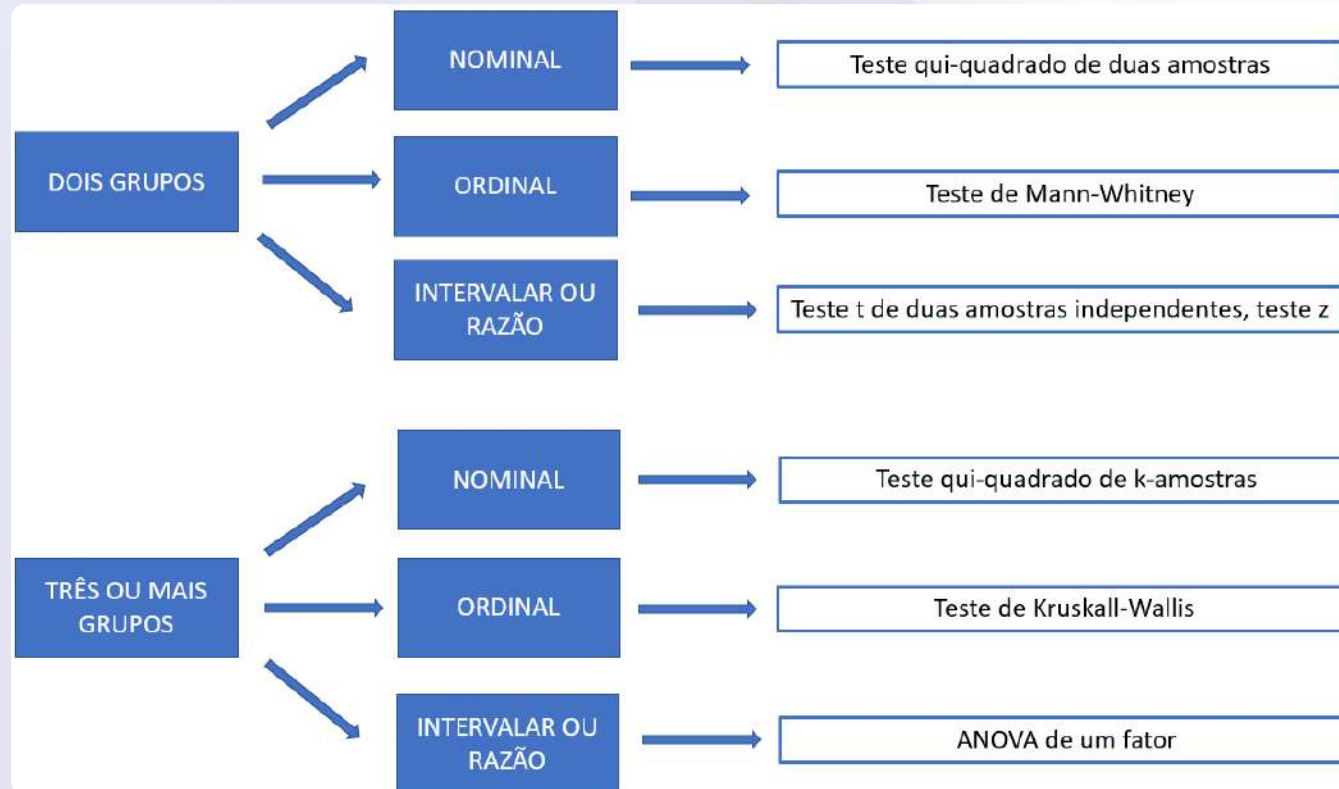 DOIS GRUPOS
NOMINAL
Teste qui-quadrado de duas amostras
ORDINAL
Teste de Mann-Whitney
INTERVALAR OU
RAZÃO
Teste t de duas amostras independentes, teste z
TRÊS OU MAIS
GRUPOS
NOMINAL
Teste qui-quadrado de k-amostras
ORDINAL
Teste de Kruskall-Wallis
INTERVALAR OU
RAZÃO
ANOVA de um fator